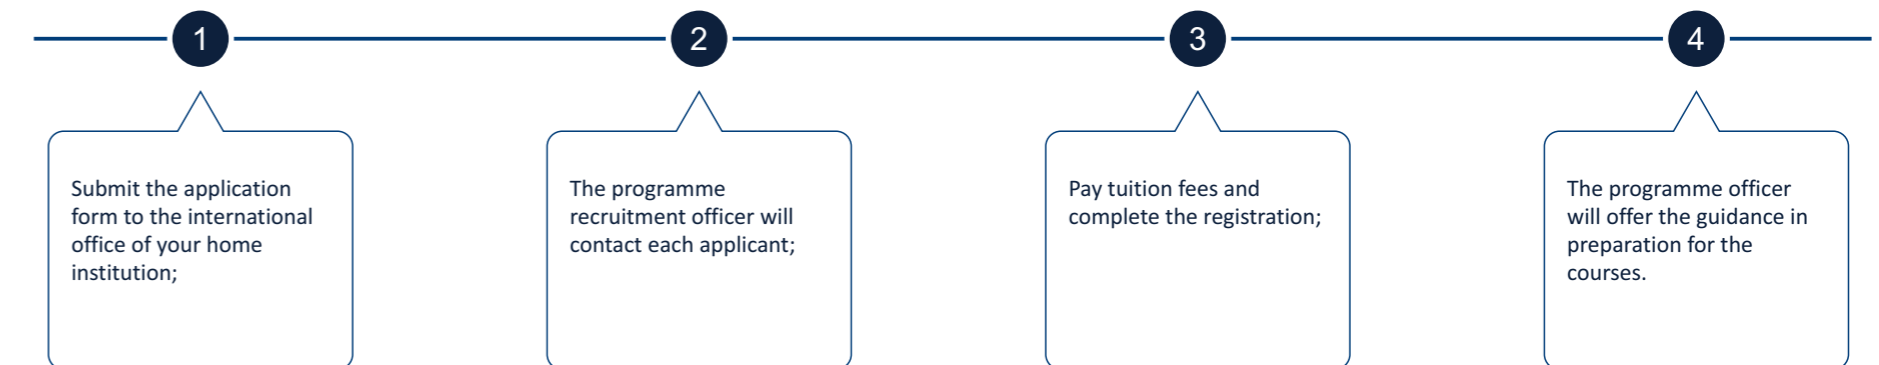 1
Submit the application
form to the international
office of your home
institution;
2
The programme
recruitment officer will
contact each applicant;
3
Pay tuition fees and
complete the registration;
4
The programme officer
will offer the guidance in
preparation for the
courses.